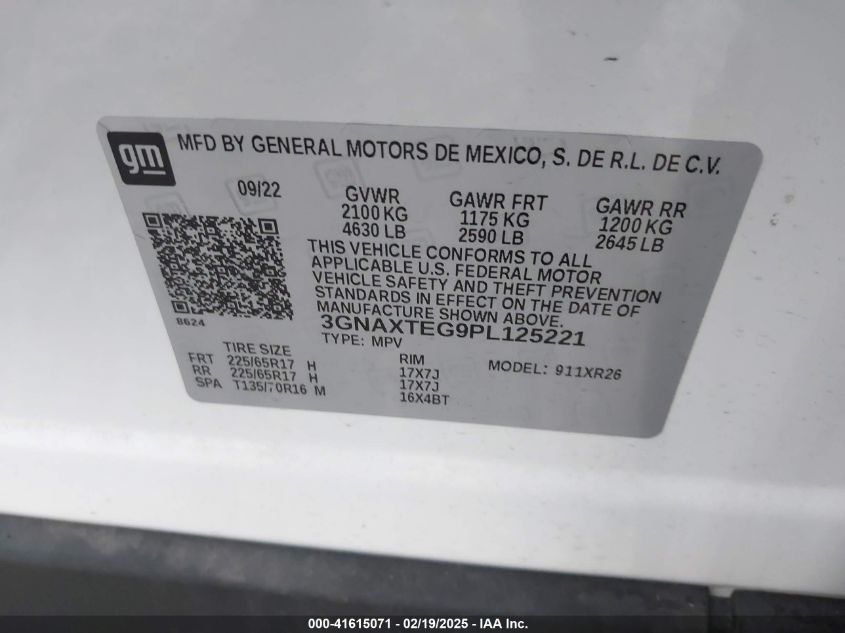 gm
MFD BY GENERAL MOTORS DE MEXICO, S. DE R.L. DE C.V.
09/22 GVWR GAWR FRT GAWR RR
2100 KG 1175 KG 1200 KG
4630 LB 2590 LB 2645 LB
THIS VEHICLE CONFORMS TO ALL
APPLICABLE U.S. FEDERAL MOTOR
VEHICLE SAFETY AND THEFT PREVENTION
STANDARDS IN EFFECT ON THE DATE OF
MANUFACTURE SHOWN ABOVE.
8624
3GNAXTEG9PL125221
TYPE: MPV
TIRE SIZE RIM MODEL: 911XR26
FRT 225/65R17 H 17X7J
RR 225/65R17 H 17X7J
SPA T135/70R16 M 16X4BT
000-41615071 - 02/19/2025 - IAA Inc.